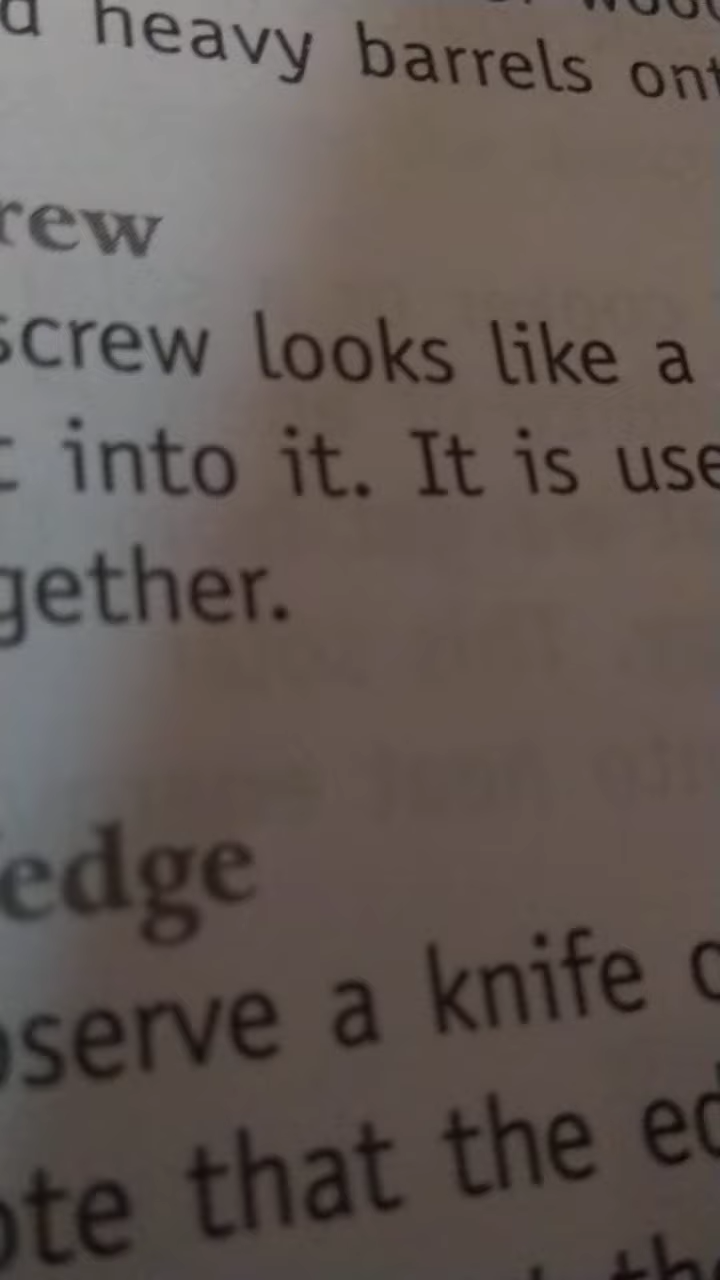 heavy barrels ont
rew
screw looks like a
into it. It is use
gether.
edge
serve a knife
ote that the ed